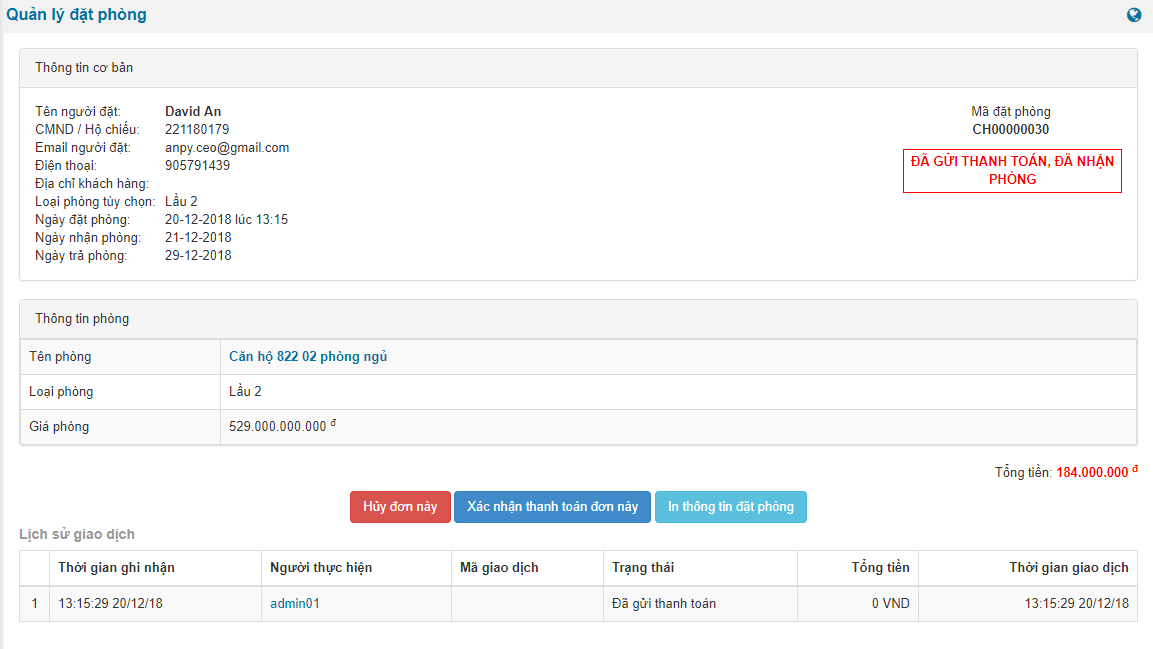 Quản lý đặt phòng
Thông tin cơ bản
Tên người đặt: David An
CMND / Hộ chiếu: 221180179
Email người đặt: anpy.ceo@gmail.com
Điện thoại: 905791439
Địa chỉ khách hàng:
Loại phòng tùy chọn: Lầu 2
Ngày đặt phòng: 20-12-2018 lúc 13:15
Ngày nhận phòng: 21-12-2018
Ngày trả phòng: 29-12-2018
Mã đặt phòng
CH00000030
ĐÃ GỬI THANH TOÁN, ĐÃ NHẬN
PHÒNG
Thông tin phòng
Tên phòng Căn hộ 822 02 phòng ngủ
Loại phòng Lầu 2
Giá phòng 529.000.000.000 đ
Tổng tiền: 184.000.000 đ
Hủy đơn này Xác nhận thanh toán đơn này In thông tin đặt phòng
Lịch sử giao dịch
Thời gian ghi nhận Người thực hiện Mã giao dịch Trạng thái Tổng tiền Thời gian giao dịch
1 13:15:29 20/12/18 admin01 Đã gửi thanh toán 0 VND 13:15:29 20/12/18